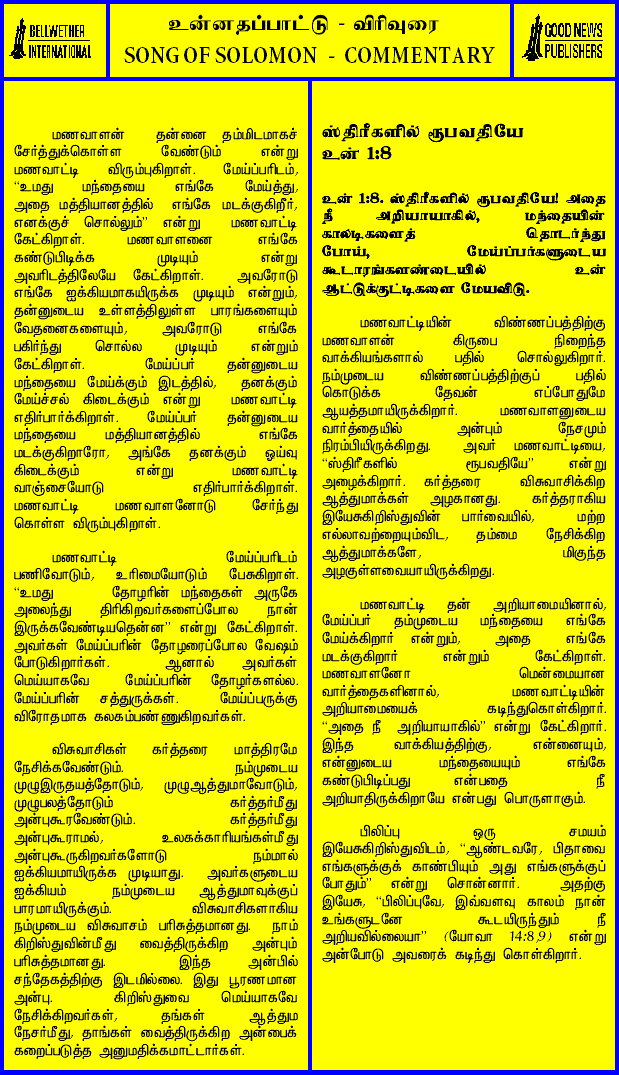 BELLWETHER
INTERNATIONAL
உன்னதப்பாட்டு - விரிவுரை
SONG OF SOLOMON - COMMENTARY
GOOD NEWS
PUBLISHERS
மணவாளன் தன்னை தம்மிடமாகச்
சேர்த்துக்கொள்ள வேண்டும் என்று
மணவாட்டி விரும்புகிறாள். மேய்ப்பரிடம்,
“உமது மந்தையை எங்கே மேய்த்து,
அதை மத்தியானத்தில் எங்கே மடக்குகிறீர்,
எனக்குச் சொல்லும்” என்று மணவாட்டி
கேட்கிறாள். மணவாளனை எங்கே
கண்டுபிடிக்க முடியும் என்று
அவரிடத்திலேயே கேட்கிறாள். அவரோடு
எங்கே ஐக்கியமாகயிருக்க முடியும் என்றும்,
தன்னுடைய உள்ளத்திலுள்ள பாரங்களையும்
வேதனைகளையும், அவரோடு எங்கே
பகிர்ந்து சொல்ல முடியும் என்றும்
கேட்கிறாள். மேய்ப்பர் தன்னுடைய
மந்தையை மேய்க்கும் இடத்தில், தனக்கும்
மேய்ச்சல் கிடைக்கும் என்று மணவாட்டி
எதிர்பார்க்கிறாள். மேய்ப்பர் தன்னுடைய
மந்தையை மத்தியானத்தில் எங்கே
மடக்குகிறாரோ, அங்கே தனக்கும் ஓய்வு
கிடைக்கும் என்று மணவாட்டி
வாஞ்சையோடு எதிர்பார்க்கிறாள்.
மணவாட்டி மணவாளனோடு சேர்ந்து
கொள்ள விரும்புகிறாள்.
மணவாட்டி மேய்ப்பரிடம்
பணிவோடும், உரிமையோடும் பேசுகிறாள்.
“உமது தோழரின் மந்தைகள் அருகே
அலைந்து திரிகிறவர்களைப்போல நான்
இருக்கவேண்டியதென்ன” என்று கேட்கிறாள்.
அவர்கள் மேய்ப்பரின் தோழரைப்போல வேஷம்
போடுகிறார்கள். ஆனால் அவர்கள்
மெய்யாகவே மேய்ப்பரின் தோழர்களல்ல.
மேய்ப்பரின் சத்துருக்கள். மேய்ப்பருக்கு
விரோதமாக கலகம்பண்ணுகிறவர்கள்.
விசுவாசிகள் கர்த்தரை மாத்திரமே
நேசிக்கவேண்டும். நம்முடைய
முழுஇருதயத்தோடும், முழுஆத்துமாவோடும்,
முழுபலத்தோடும் கர்த்தர்மீது
அன்புகூரவேண்டும். கர்த்தர்மீது
அன்புகூராமல், உலகக்காரியங்கள்மீது
அன்புகூருகிறவர்களோடு நம்மால்
ஐக்கியமாயிருக்க முடியாது. அவர்களுடைய
ஐக்கியம் நம்முடைய ஆத்துமாவுக்குப்
பாரமாயிருக்கும். விசுவாசிகளாகிய
நம்முடைய விசுவாசம் பரிசுத்தமானது. நாம்
கிறிஸ்துவின்மீது வைத்திருக்கிற அன்பும்
பரிசுத்தமானது. இந்த அன்பில்
சந்தேகத்திற்கு இடமில்லை. இது பூரணமான
அன்பு. கிறிஸ்துவை மெய்யாகவே
நேசிக்கிறவர்கள், தங்கள் ஆத்தும
நேசர்மீது, தாங்கள் வைத்திருக்கிற அன்பைக்
கறைப்படுத்த அனுமதிக்கமாட்டார்கள்.
ஸ்திரீகளில் ரூபவதியே
உன் 1:8
உன் 1:8. ஸ்திரீகளில் ரூபவதியே! அதை
நீ அறியாயாகில், மந்தையின்
காலடிகளைத் தொடர்ந்து
போய், மேய்ப்பர்களுடைய
கூடாரங்களண்டையில் உன்
ஆட்டுக்குட்டிகளை மேயவிடு.
மணவாட்டியின் விண்ணப்பத்திற்கு
மணவாளன் கிருபை நிறைந்த
வாக்கியங்களால் பதில் சொல்லுகிறார்.
நம்முடைய விண்ணப்பத்திற்குப் பதில்
கொடுக்க தேவன் எப்போதுமே
ஆயத்தமாயிருக்கிறார். மணவாளனுடைய
வார்த்தையில் அன்பும் நேசமும்
நிரம்பியிருக்கிறது. அவர் மணவாட்டியை,
“ஸ்திரீகளில் ரூபவதியே” என்று
அழைக்கிறார். கர்த்தரை விசுவாசிக்கிற
ஆத்துமாக்கள் அழகானது. கர்த்தராகிய
இயேசுகிறிஸ்துவின் பார்வையில், மற்ற
எல்லாவற்றையும்விட, தம்மை நேசிக்கிற
ஆத்துமாக்களே, மிகுந்த
அழகுள்ளவையாயிருக்கிறது.
மணவாட்டி தன் அறியாமையினால்,
மேய்ப்பர் தம்முடைய மந்தையை எங்கே
மேய்க்கிறார் என்றும், அதை எங்கே
மடக்குகிறார் என்றும் கேட்கிறாள்.
மணவாளனோ மென்மையான
வார்த்தைகளினால், மணவாட்டியின்
அறியாமையைக் கடிந்துகொள்கிறார்.
“அதை நீ அறியாயாகில்” என்று கேட்கிறார்.
இந்த வாக்கியத்திற்கு, என்னையும்,
என்னுடைய மந்தையையும் எங்கே
கண்டுபிடிப்பது என்பதை நீ
அறியாதிருக்கிறாயே என்பது பொருளாகும்.
பிலிப்பு ஒரு சமயம்
இயேசுகிறிஸ்துவிடம், “ஆண்டவரே, பிதாவை
எங்களுக்குக் காண்பியும் அது எங்களுக்குப்
போதும்” என்று சொன்னார். அதற்கு
இயேசு, “பிலிப்புவே, இவ்வளவு காலம் நான்
உங்களுடனே கூடயிருந்தும் நீ
அறியவில்லையா” (யோவா 14:8,9) என்று
அன்போடு அவரைக் கடிந்து கொள்கிறார்.